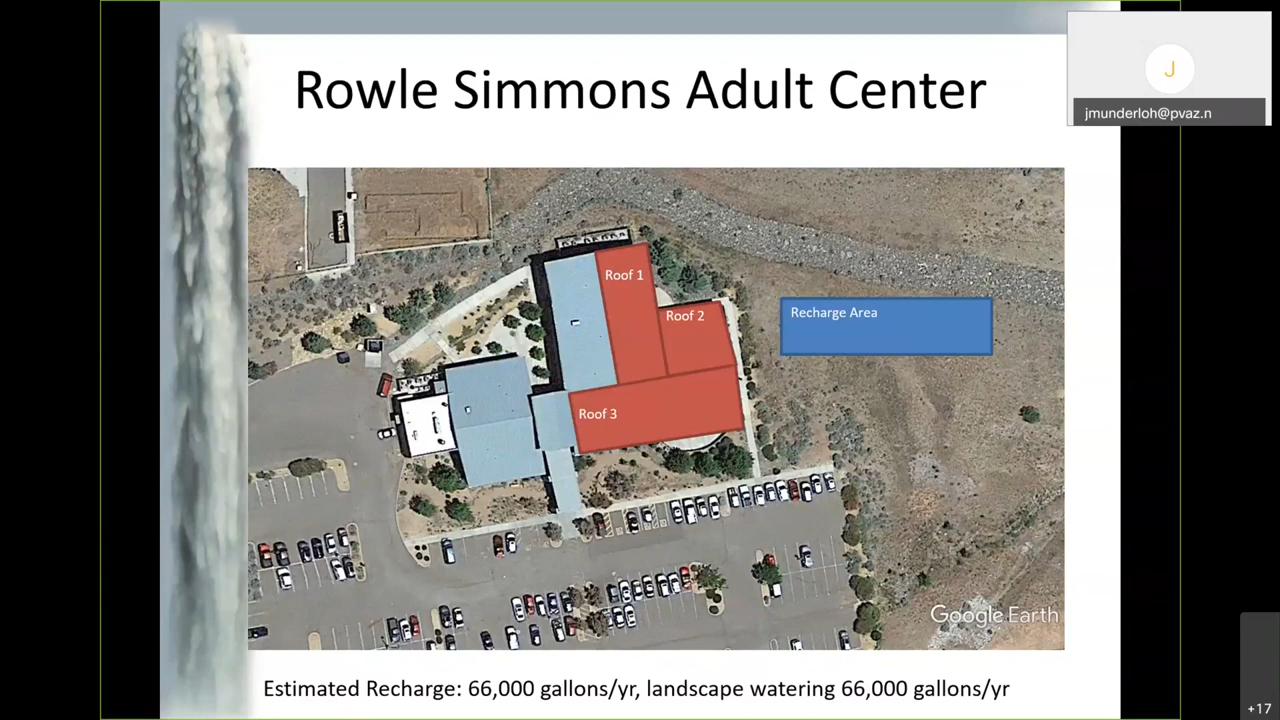 Rowle Simmons Adult Center
J
jmunderloh@pvaz.n
Roof 1
Roof 2
Recharge Area
Roof 3
Google Earth
Estimated Recharge: 66,000 gallons/yr, landscape watering 66,000 gallons/yr
+17